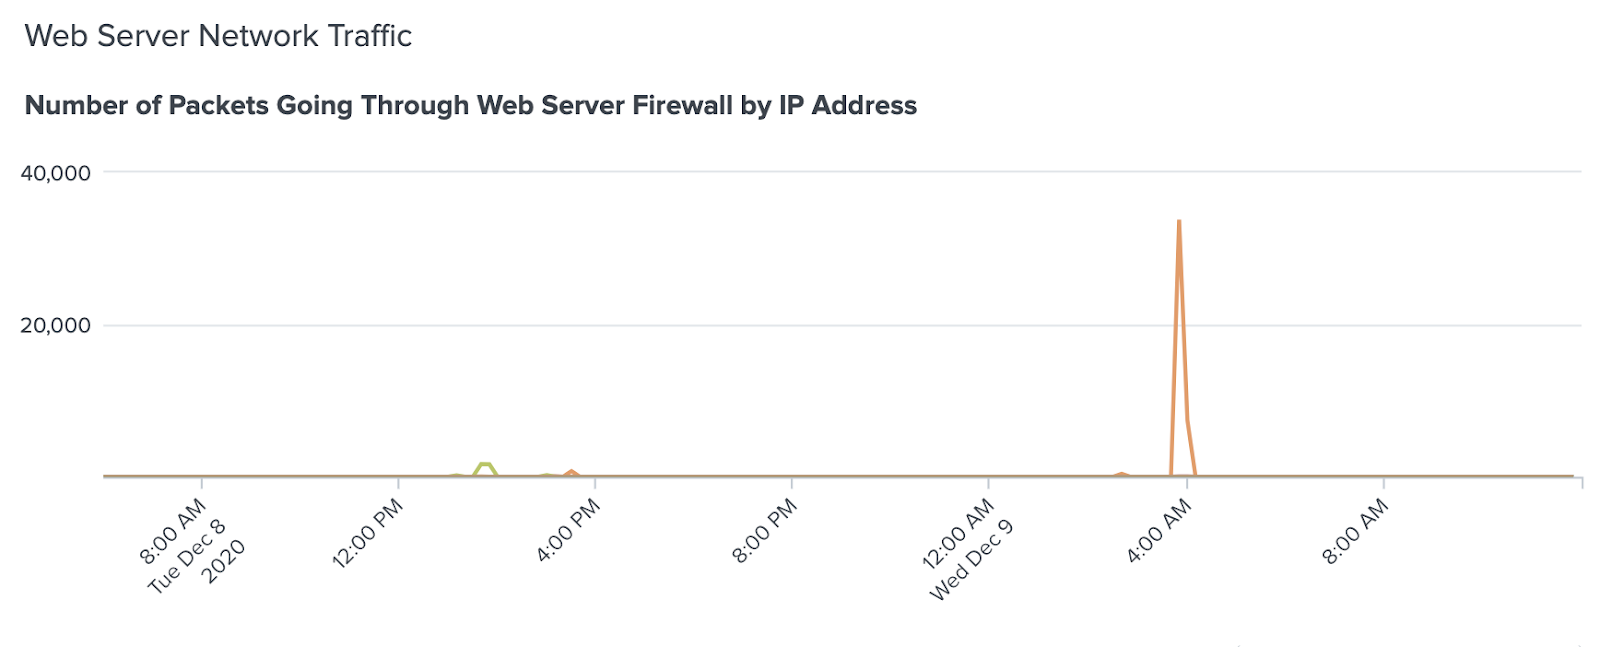 Web Server Network Traffic
Number of Packets Going Through Web Server Firewall by IP Address
40,000
20,000
8:00 AM
Tue Dec 8
2020
12:00 PM
4:00 PM
8:00 PM
12:00 AM
Wed Dec 9
4:00 AM
8:00 AM